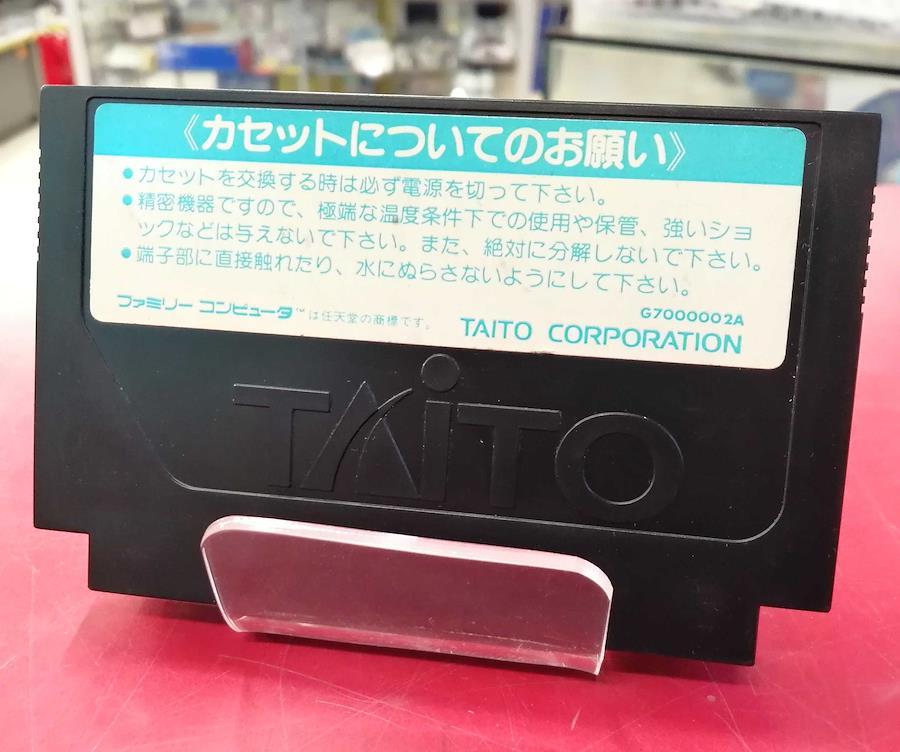 《カセットについてのお願い》
●カセットを交換する時は必ず電源を切って下さい。
●精密機器ですので、極端な温度条件下での使用や保管、強いショ
ックなどは与えないで下さい。また、絶対に分解しないで下さい。
●端子部に直接触れたり、水にぬらさないようにして下さい。
G7000002A
ファミリー コンピュータ™は任天堂の商標です。
TAITO CORPORATION
TAiTO